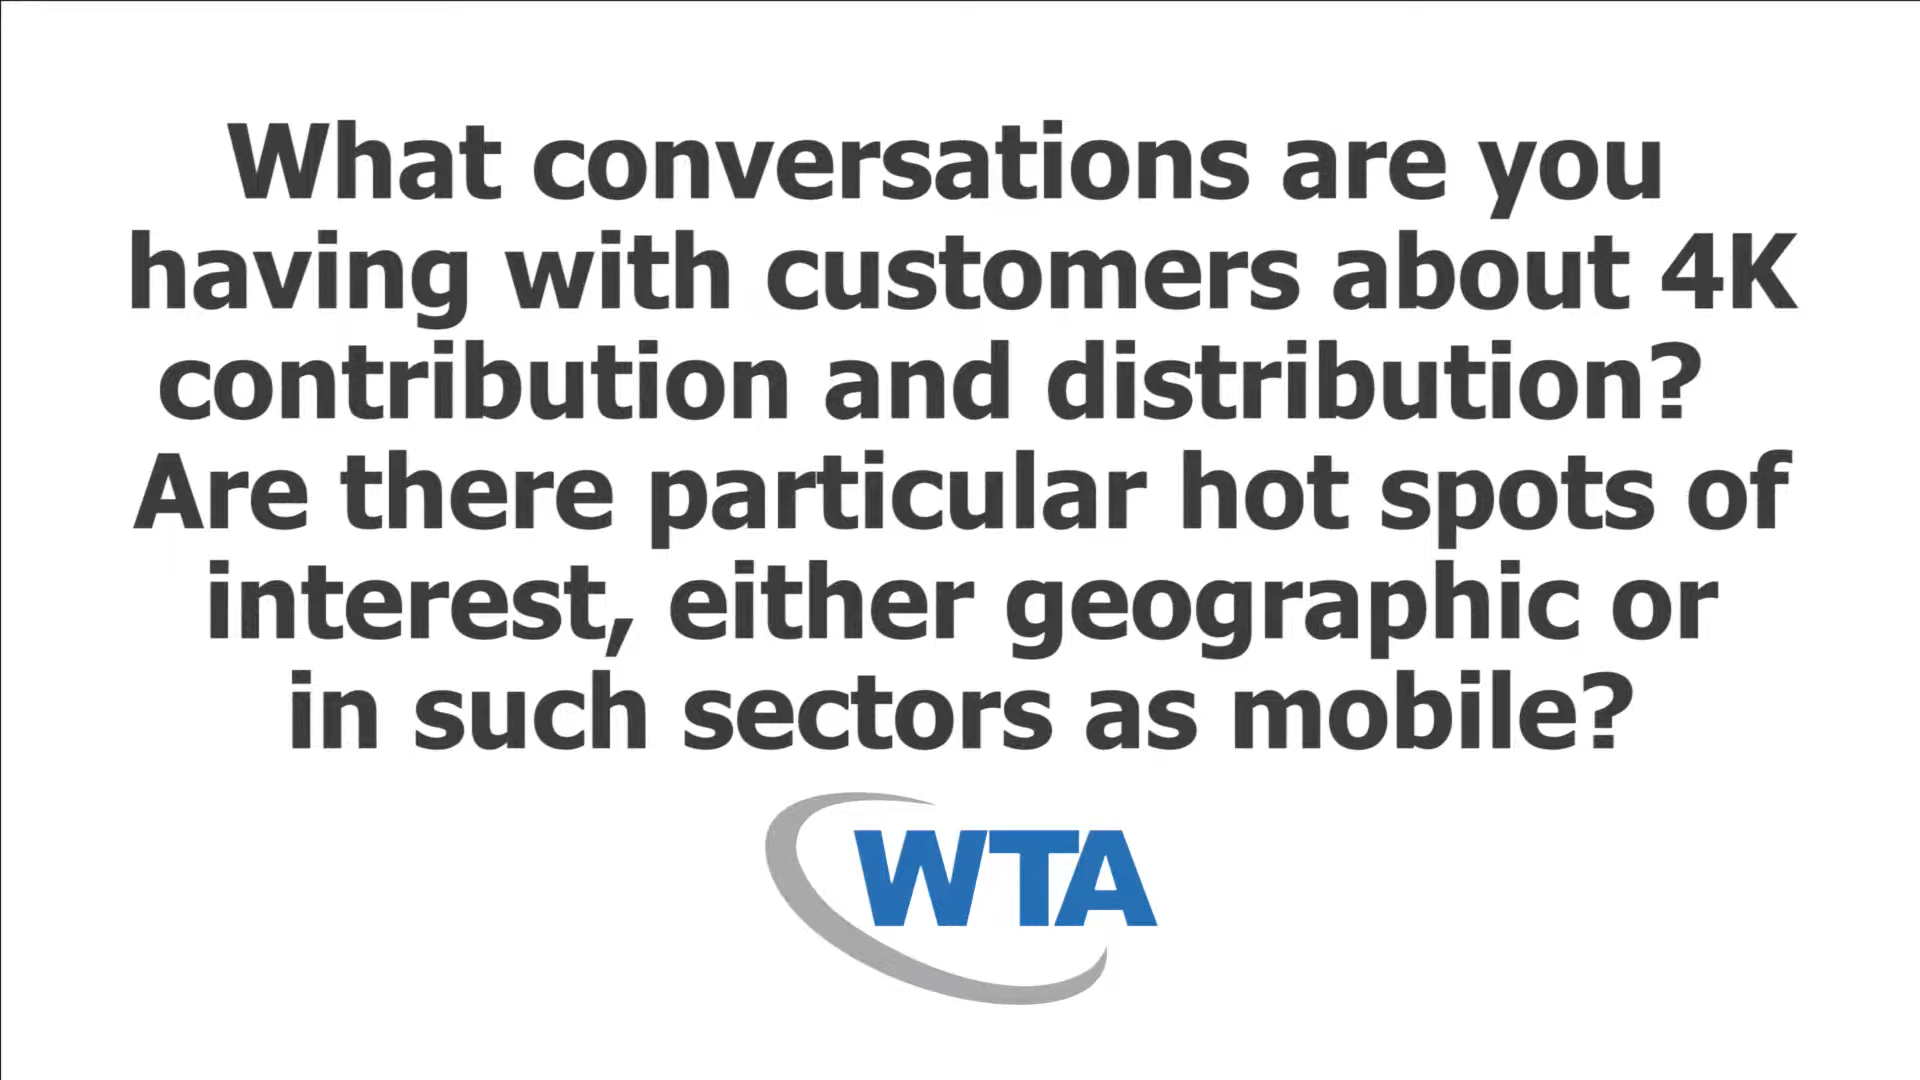 What conversations are you
having with customers about 4K
contribution and distribution?
Are there particular hot spots of
interest, either geographic or
in such sectors as mobile?
WTA